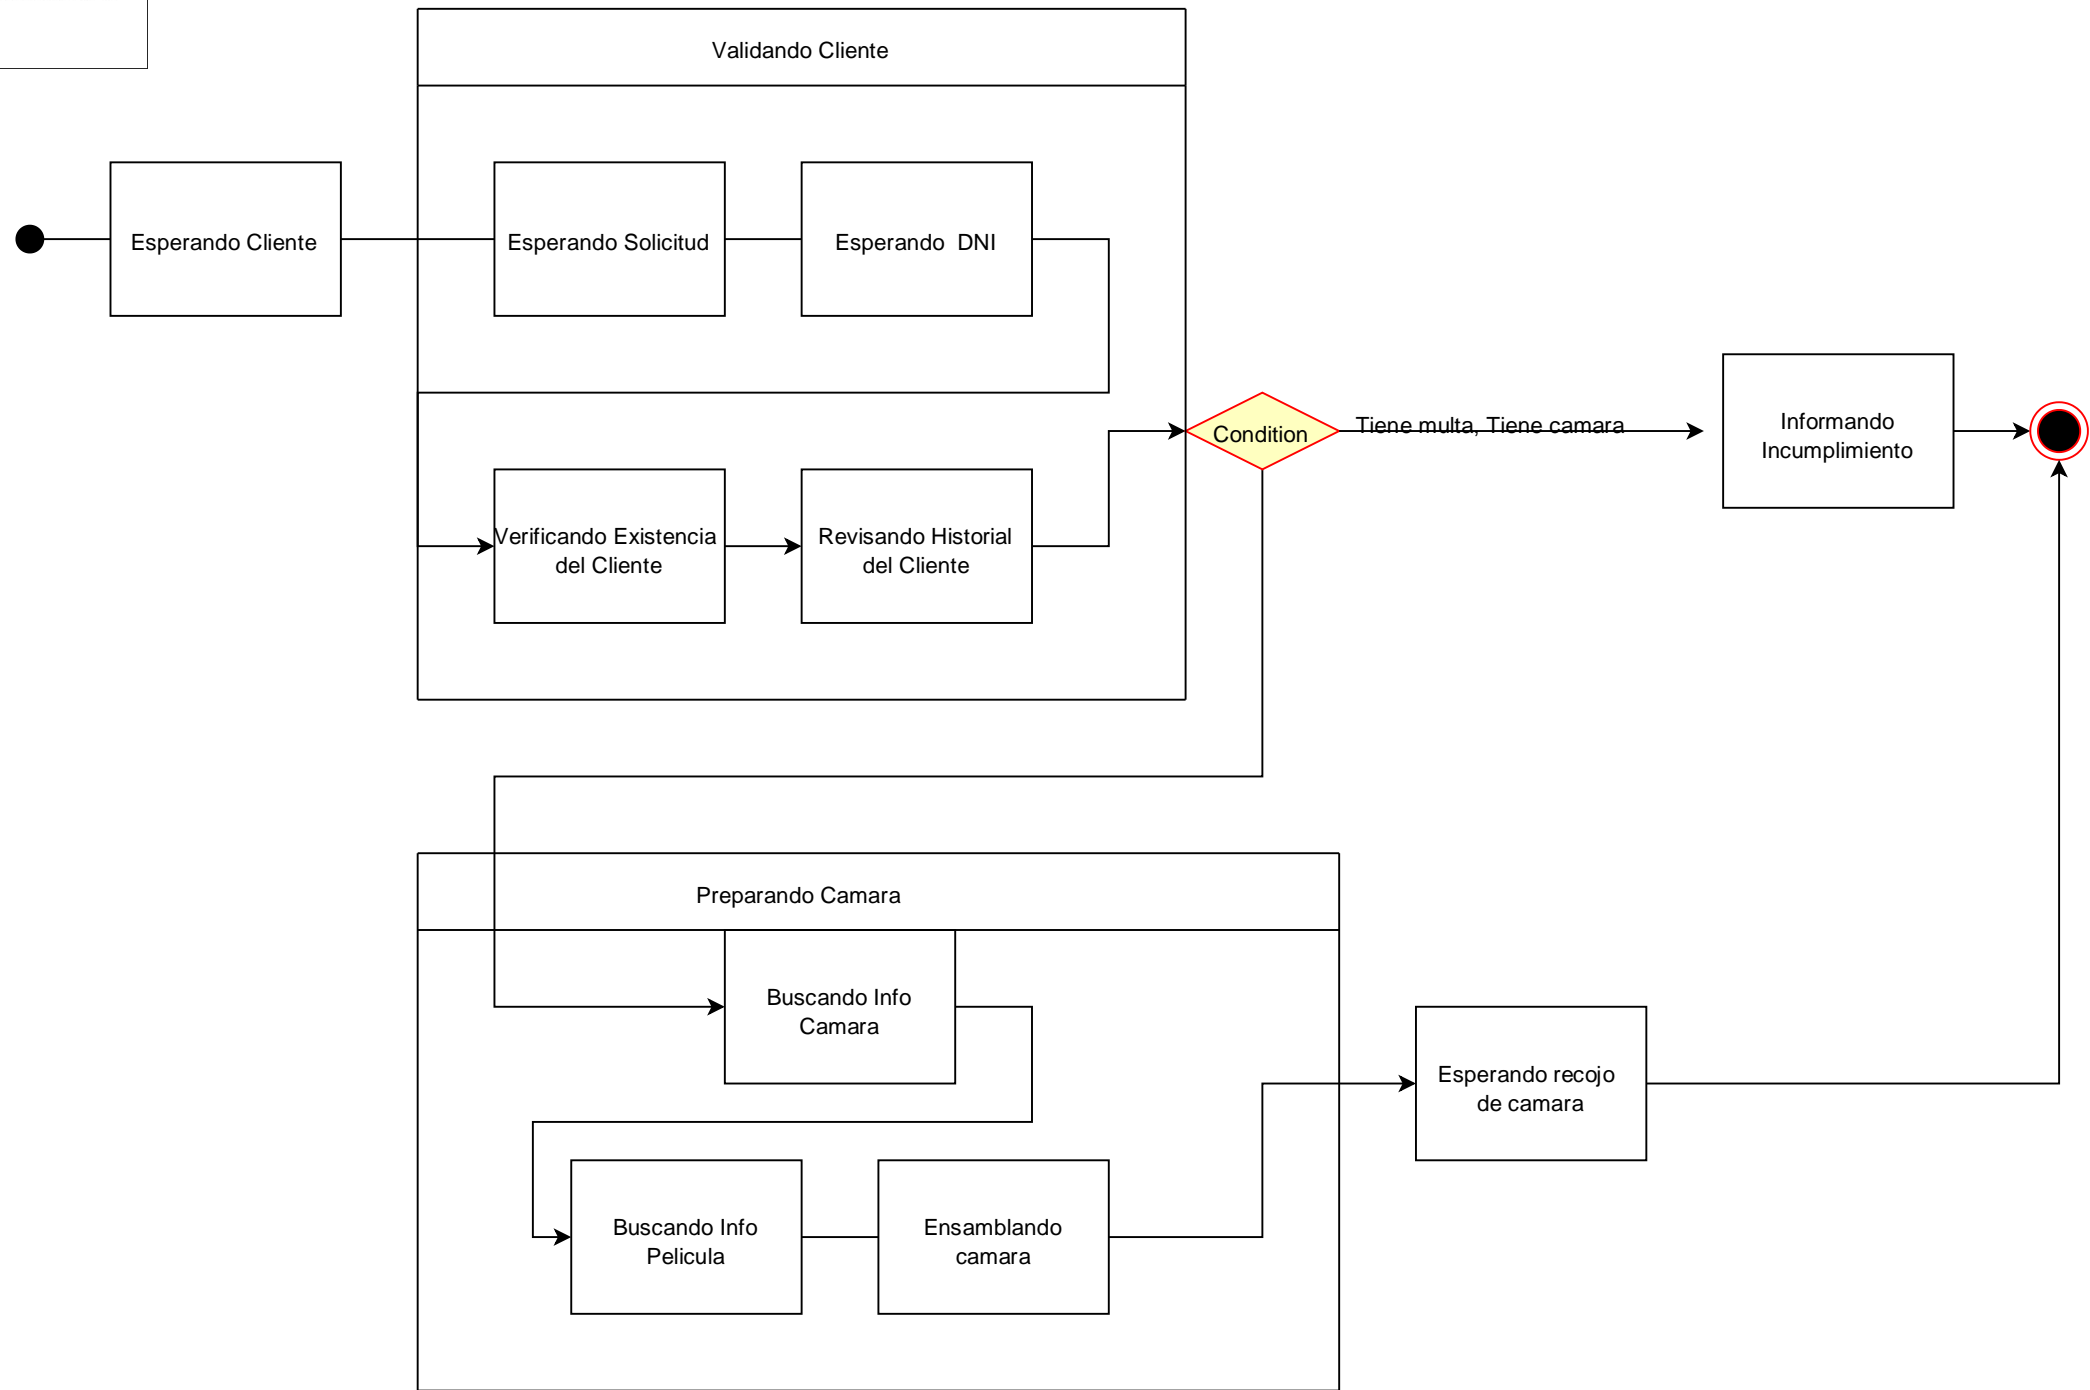 Validando Cliente
Esperando Cliente
Esperando Solicitud
Esperando  DNI
Condition
Tiene multa, Tiene camara
Informando
Incumplimiento
Verificando Existencia
del Cliente
Revisando Historial
del Cliente
Preparando Camara
Buscando Info
Camara
Esperando recojo
de camara
Buscando Info
Pelicula
Ensamblando
camara